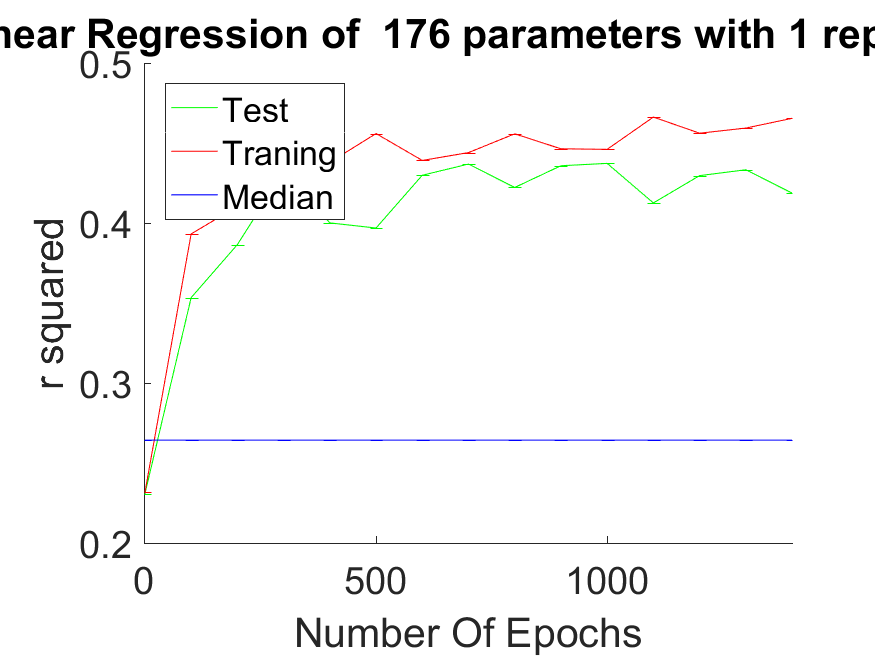 near Regression of  176 parameters with 1 rep
0.5
Test
Traning
Median
0.4
0.3
0.2
r squared
0
500
1000
Number Of Epochs